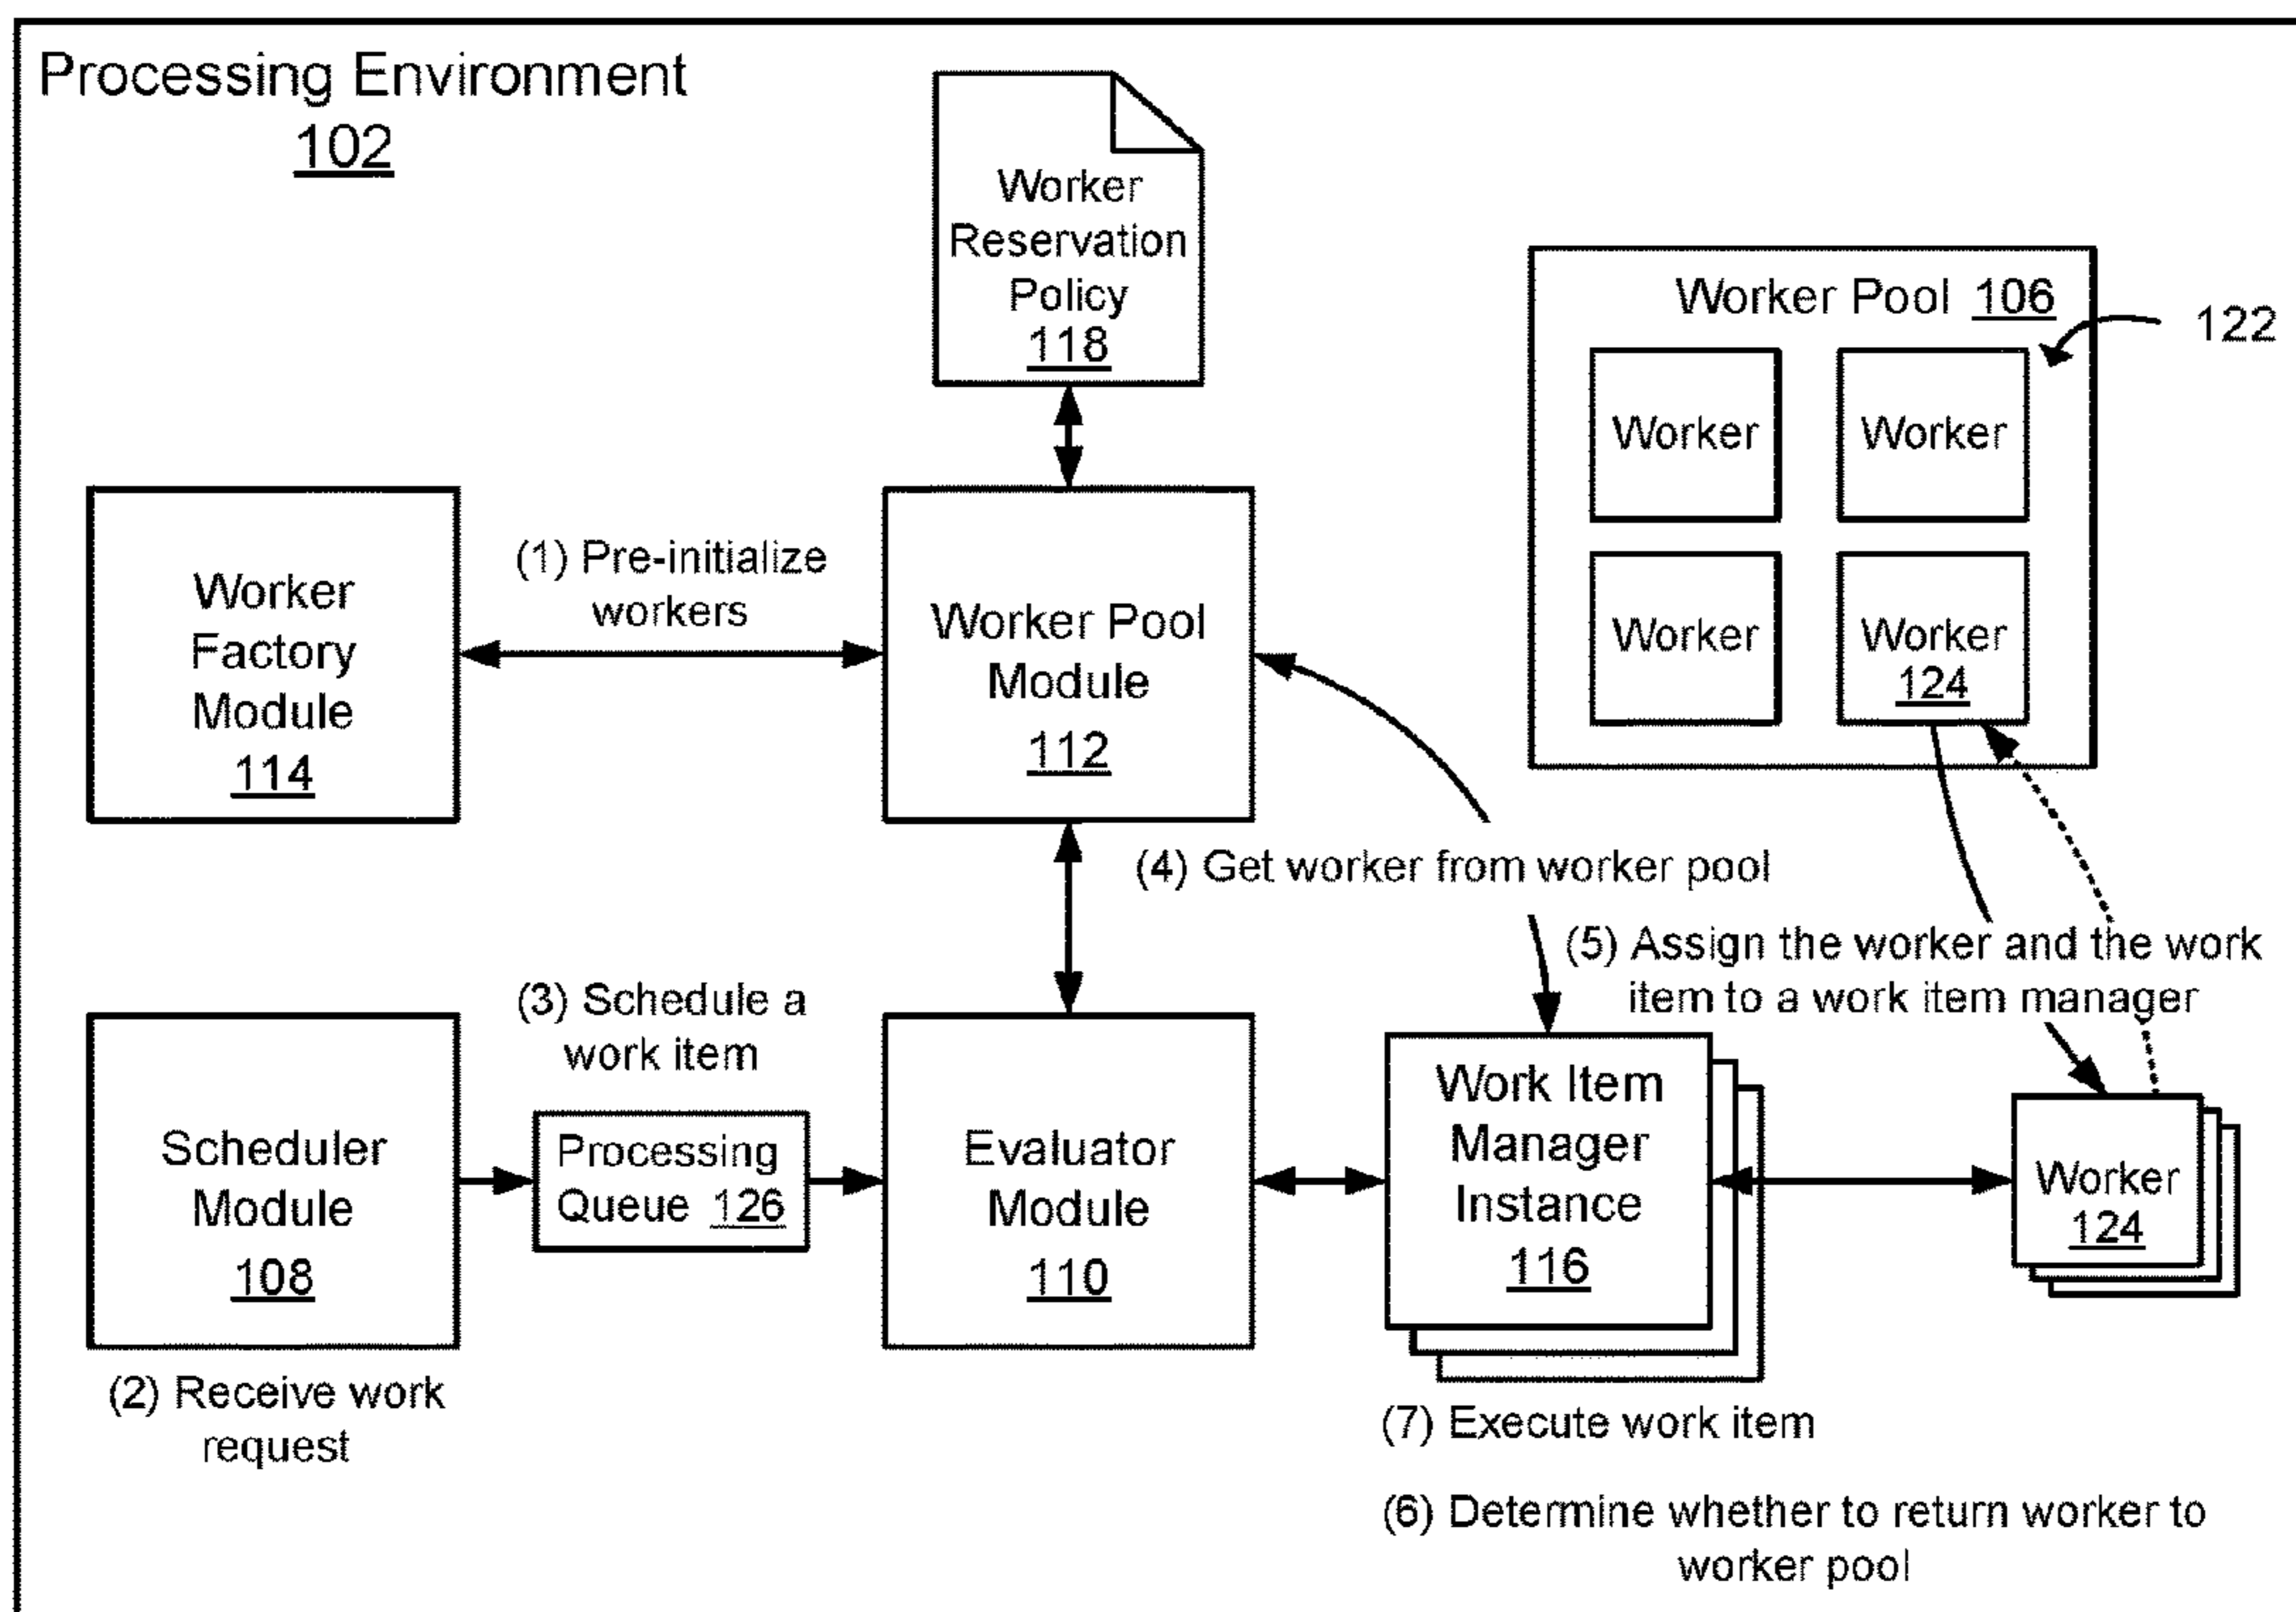 Processing Environment
102
Worker
Reservation
Policy
118
Worker Pool 106
122
Worker
Worker
Worker
Worker
124
Worker
Factory
Module
114
(1) Pre-initialize
workers
Worker Pool
Module
112
(4) Get worker from worker pool
(5) Assign the worker and the work
item to a work item manager
(3) Schedule a
work item
Scheduler
Module
108
Processing
Queue 126
Evaluator
Module
110
Work Item
Manager
Instance
116
Worker
124
(2) Receive work
request
(7) Execute work item
(6) Determine whether to return worker to
worker pool